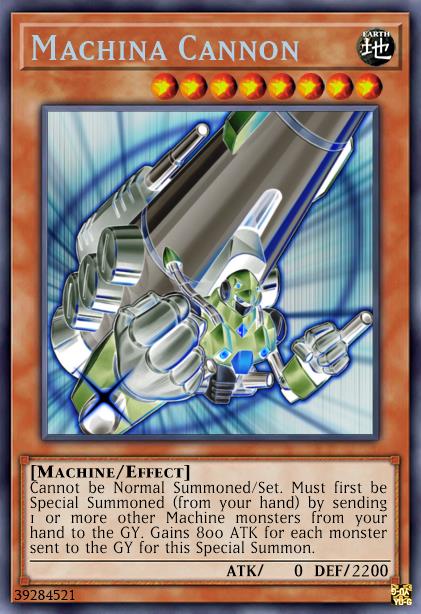 MACHINA CANNON
EARTH
地
[MACHINE/EFFECT]
Cannot be Normal Summoned/Set. Must first be
Special Summoned (from your hand) by sending
1 or more other Machine monsters from your
hand to the GY. Gains 800 ATK for each monster
sent to the GY for this Special Summon.
ATK/ 0 DEF/2200
39284521